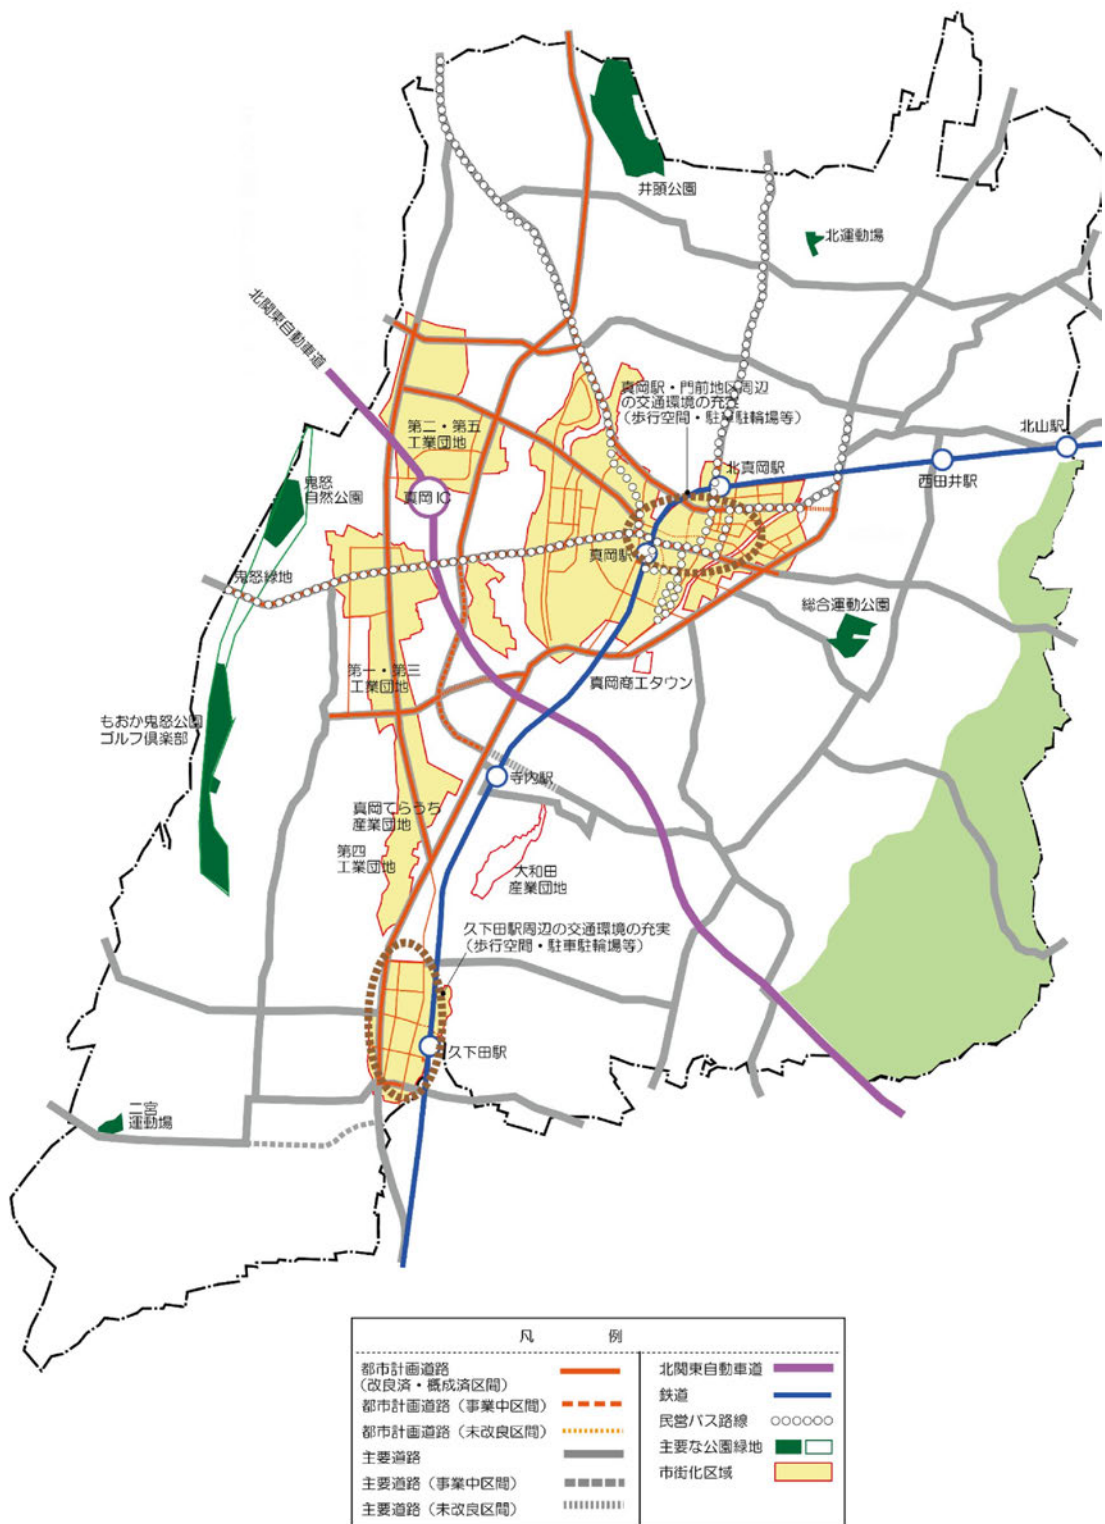 井頭公園
北運動場
北関東自動車道
真岡駅・門前地区周辺
の交通環境の充実
（歩行空間・駐車駐輪場等）
北山駅
第二・第五
工業団地
北真岡駅
西田井駅
鬼怒
自然公園
真岡IC
真岡駅
鬼怒緑地
総合運動公園
第一・第三
工業団地
真岡商工タウン
もおか鬼怒公園
ゴルフ倶楽部
寺内駅
真岡てらうち
産業団地
第四
工業団地
大和田
産業団地
久下田駅周辺の交通環境の充実
（歩行空間・駐車駐輪場等）
久下田駅
二宮
運動場
凡　例
都市計画道路
（改良済・概成済区間）
都市計画道路（事業中区間）
都市計画道路（未改良区間）
主要道路
主要道路（事業中区間）
主要道路（未改良区間）
北関東自動車道
鉄道
民営バス路線
主要な公園緑地
市街化区域